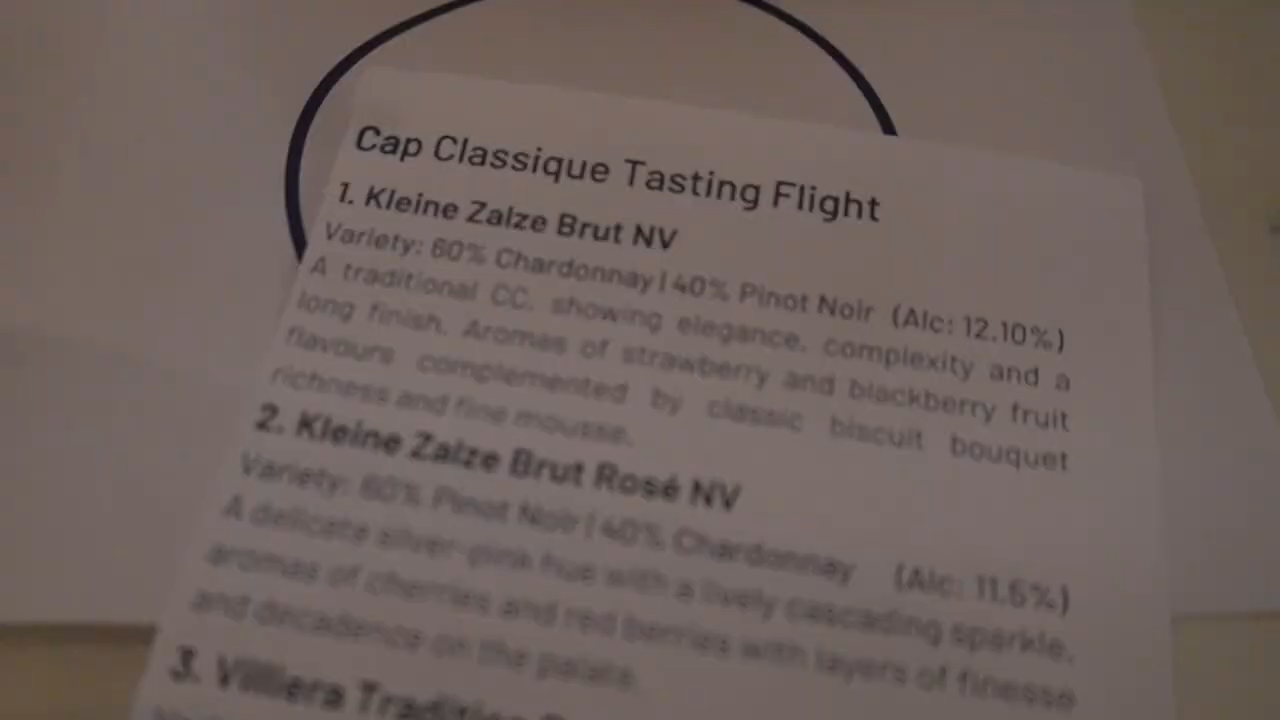 Cap Classique Tasting Flight
1. Kleine Zalze Brut NV
Variety: 60% Chardonnay | 40% Pinot Noir (Alc: 12.10%)
A traditional CC, showing elegance, complexity and a
long finish. Aromas of strawberry and blackberry fruit
flavours complemented by classic biscuit bouquet
richness and fine mousse.
2. Kleine Zalze Brut Rosé NV
Variety: 60% Pinot Noir | 40% Chardonnay (Alc: 11.5%)
A delicate silver-pink hue with a lively cascading sparkle,
aromas of cherries and red berries with layers of finesse
and decadence on the palate.
3. Villiera Tradition